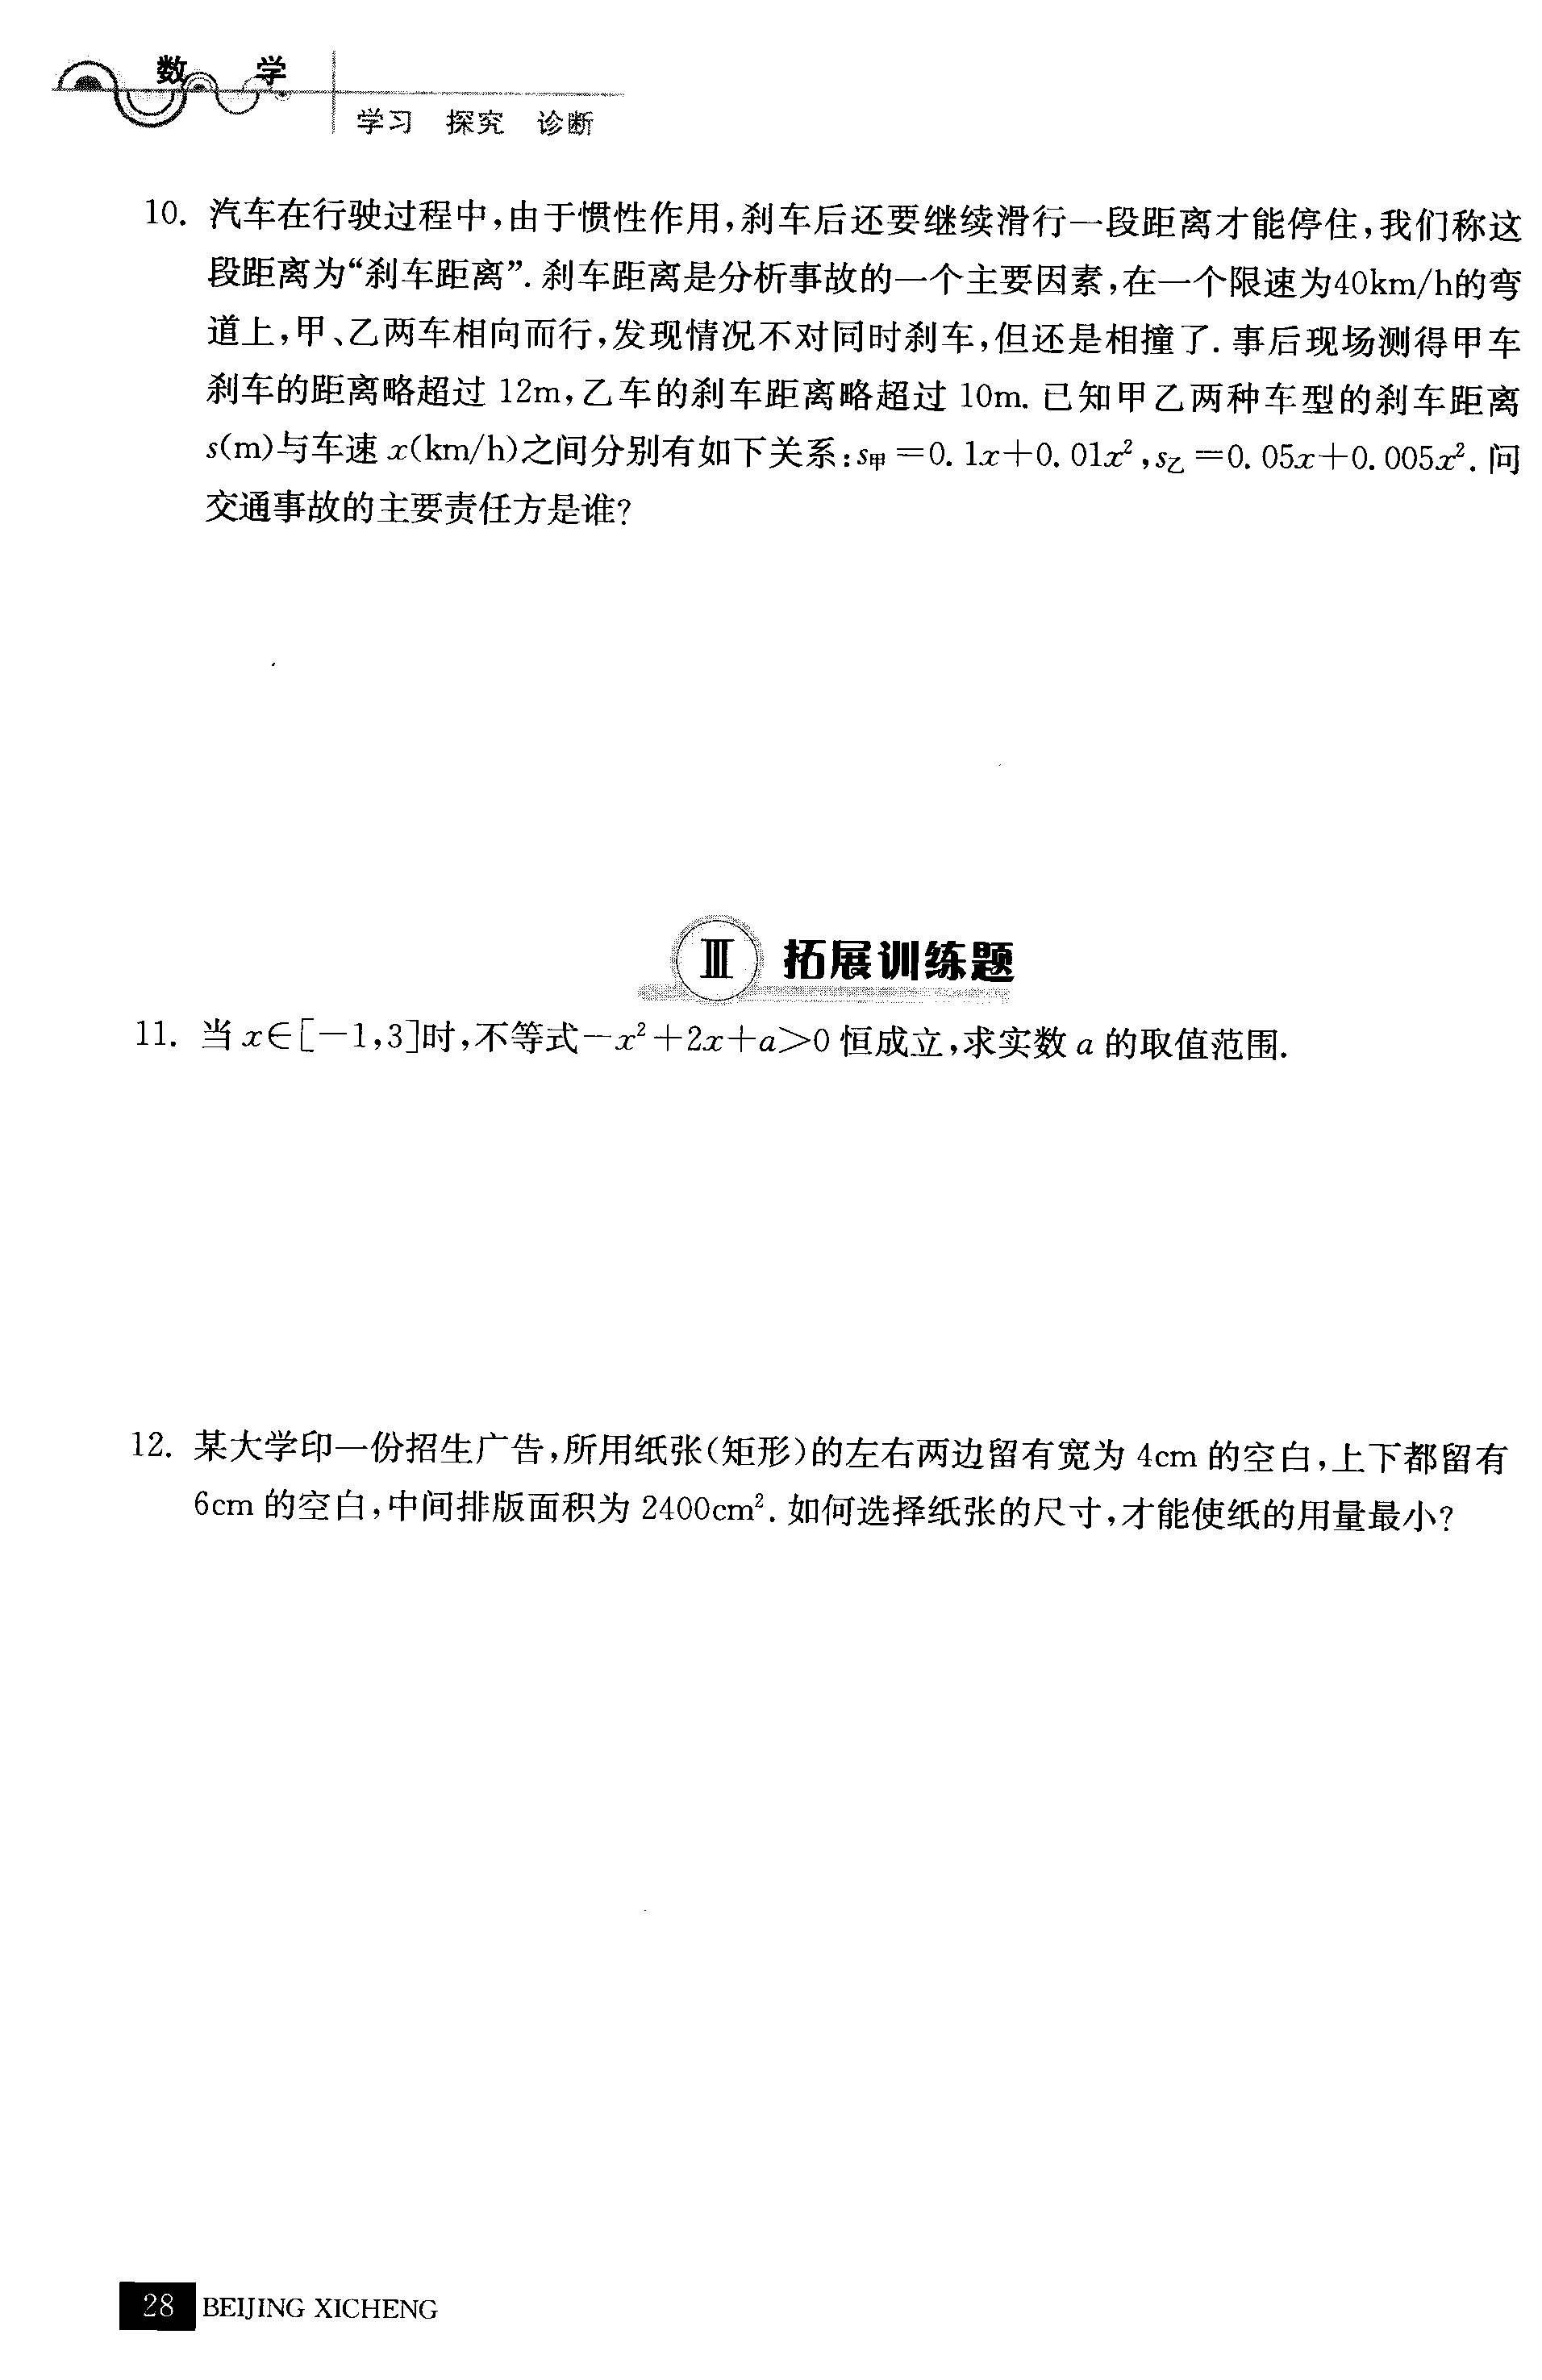 数学
学习 探究 诊断
10. 汽车在行驶过程中,由于惯性作用,刹车后还要继续滑行一段距离才能停住,我们称这
段距离为“刹车距离”. 刹车距离是分析事故的一个主要因素,在一个限速为40km/h的弯
道上,甲、乙两车相向而行,发现情况不对同时刹车,但还是相撞了. 事后现场测得甲车
刹车的距离略超过 12m,乙车的刹车距离略超过 10m. 已知甲乙两种车型的刹车距离
s(m)与车速 x(km/h)之间分别有如下关系:s甲=0.1x+0.01x²,s乙=0.05x+0.005x². 问
交通事故的主要责任方是谁?
Ⅲ 拓展训练题
11. 当 x∈[-1,3]时,不等式-x²+2x+a>0 恒成立,求实数 a 的取值范围.
12. 某大学印一份招生广告,所用纸张(矩形)的左右两边留有宽为 4cm 的空白,上下都留有
6cm 的空白,中间排版面积为 2400cm². 如何选择纸张的尺寸,才能使纸的用量最小?
28 BEIJING XICHENG